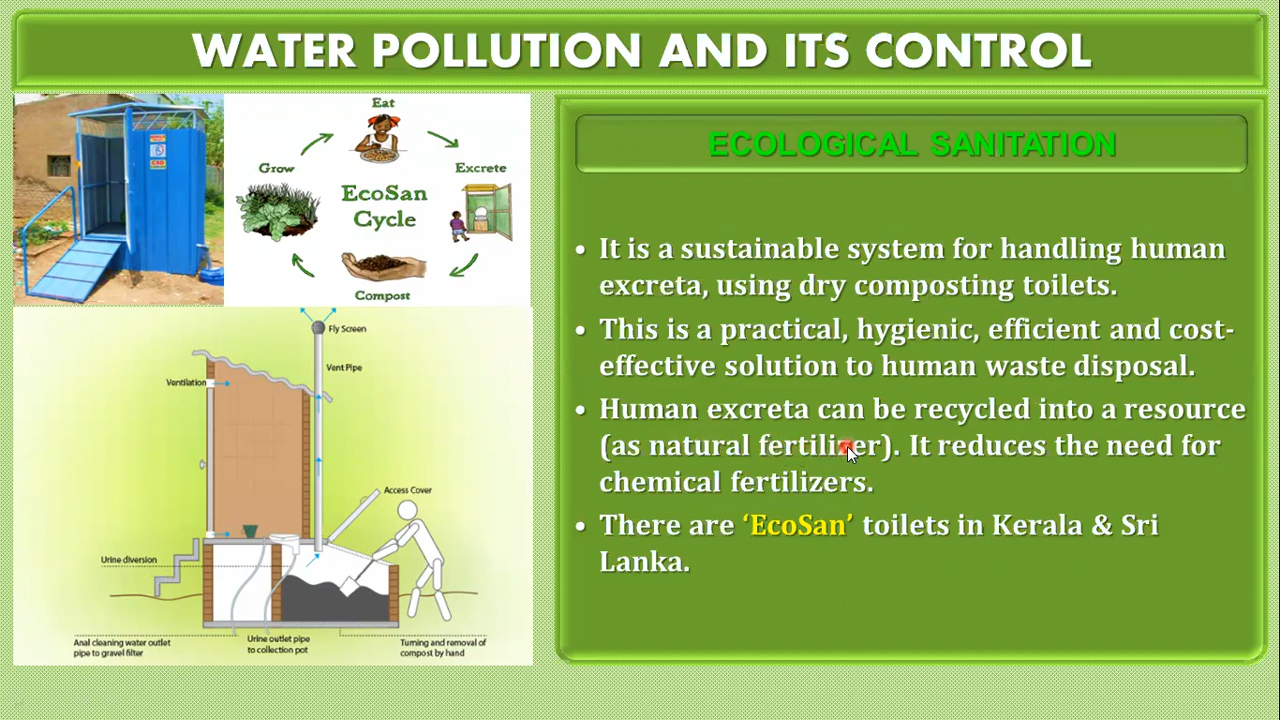 WATER POLLUTION AND ITS CONTROL
Eat
Grow
Excrete
EcoSan
Cycle
Compost
Fly Screen
Vent Pipe
Ventilation
Access Cover
Urine diversion
Anal cleaning water outlet
pipe to gravel filter
Urine outlet pipe
to collection pot
Turning and removal of
compost by hand
ECOLOGICAL SANITATION
• It is a sustainable system for handling human
excreta, using dry composting toilets.
• This is a practical, hygienic, efficient and cost-
effective solution to human waste disposal.
• Human excreta can be recycled into a resource
(as natural fertilizer). It reduces the need for
chemical fertilizers.
• There are ‘EcoSan’ toilets in Kerala & Sri
Lanka.